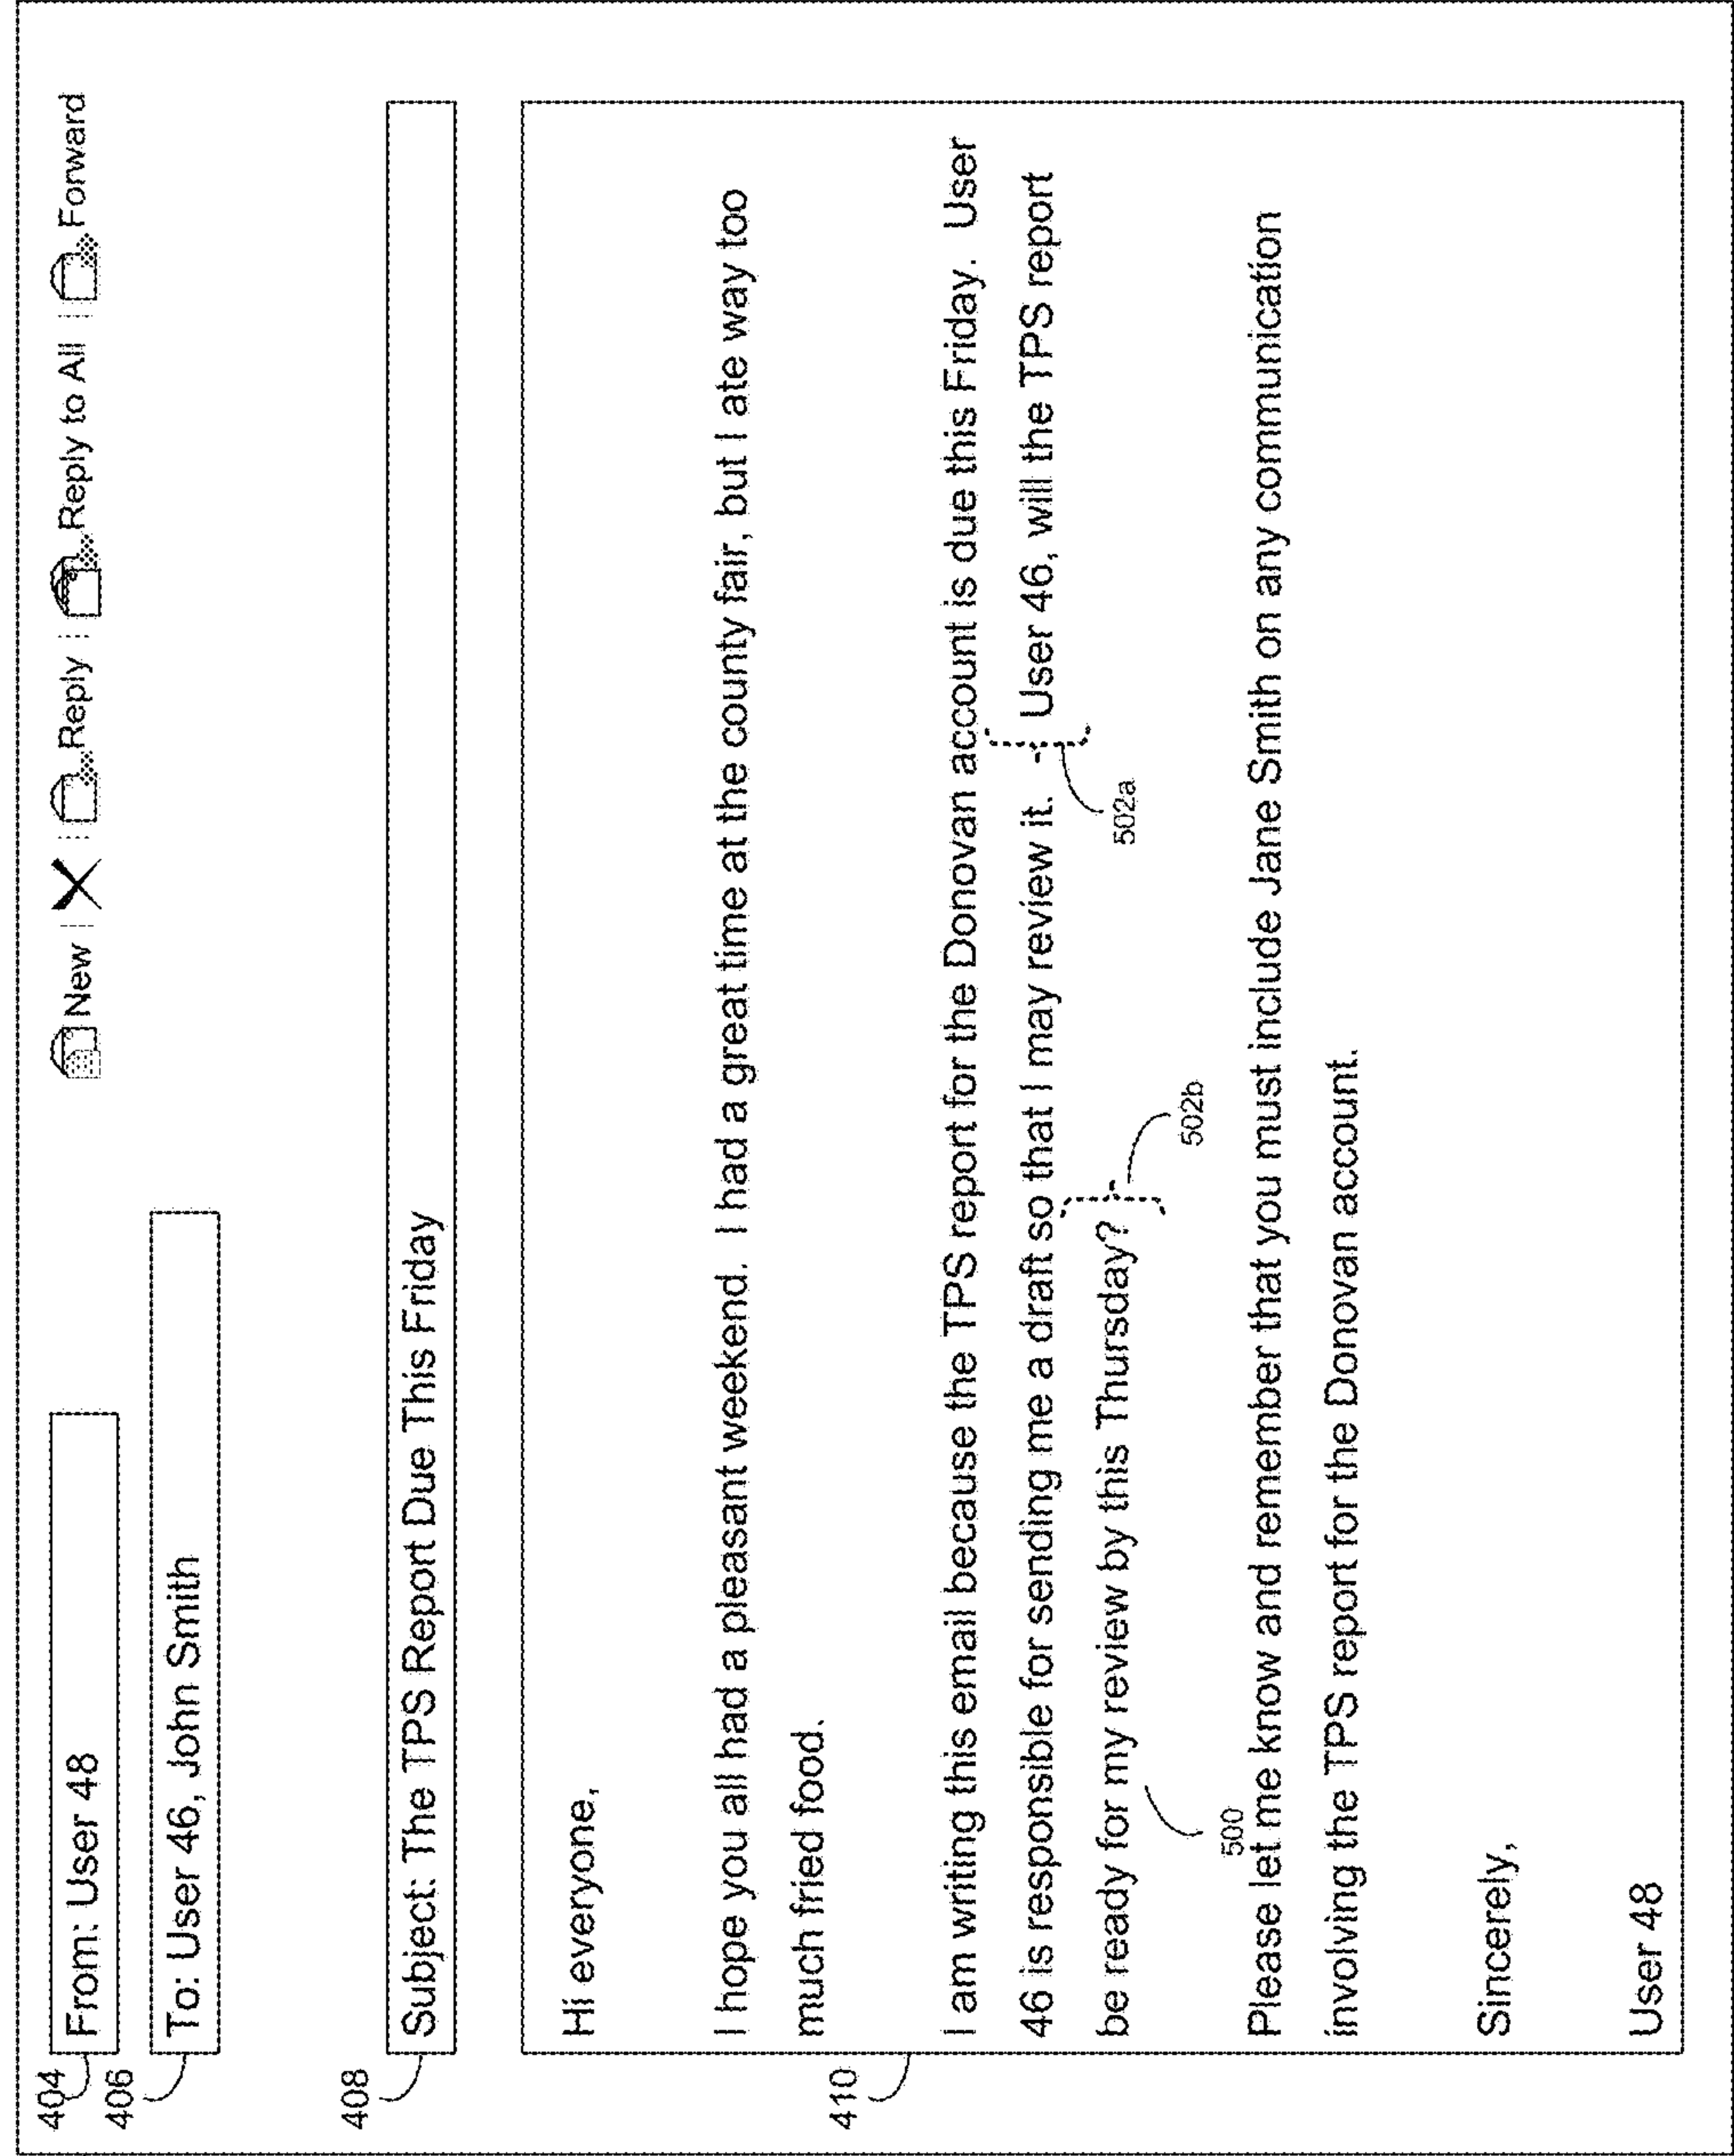 New | Reply | Reply to All | Forward
404
From: User 48
406
To: User 46, John Smith
408
Subject: The TPS Report Due This Friday
410
Hi everyone,
I hope you all had a pleasant weekend. I had a great time at the county fair, but I ate way too
much fried food.
I am writing this email because the TPS report for the Donovan account is due this Friday. User
46 is responsible for sending me a draft so that I may review it. User 46, will the TPS report
502a
be ready for my review by this Thursday?
502b
500
Please let me know and remember that you must include Jane Smith on any communication
involving the TPS report for the Donovan account.
Sincerely,
User 48